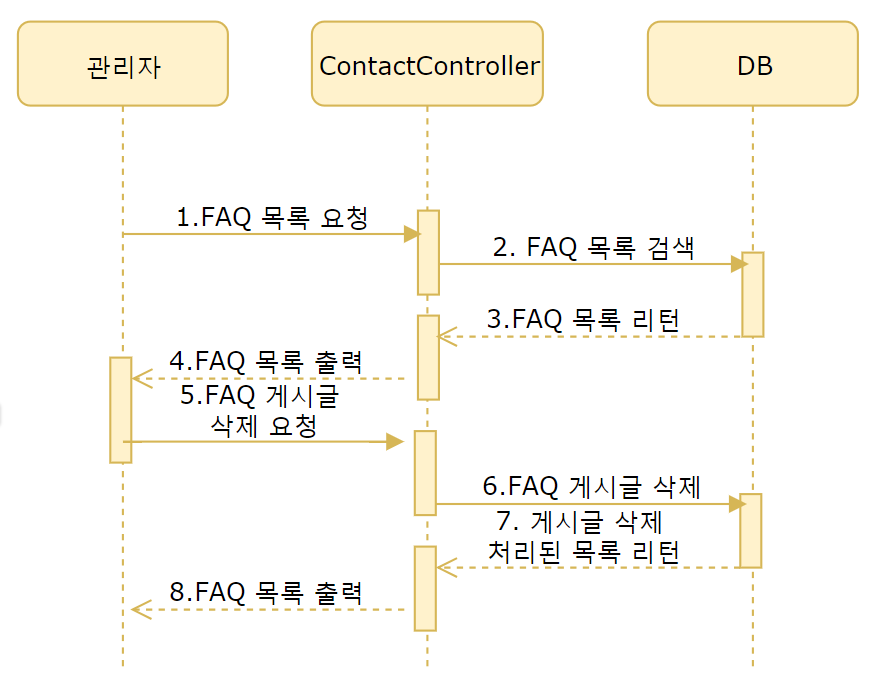 관리자
ContactController
DB
1.FAQ 목록 요청
2. FAQ 목록 검색
3.FAQ 목록 리턴
4.FAQ 목록 출력
5.FAQ 게시글
삭제 요청
6.FAQ 게시글 삭제
7. 게시글 삭제
처리된 목록 리턴
8.FAQ 목록 출력